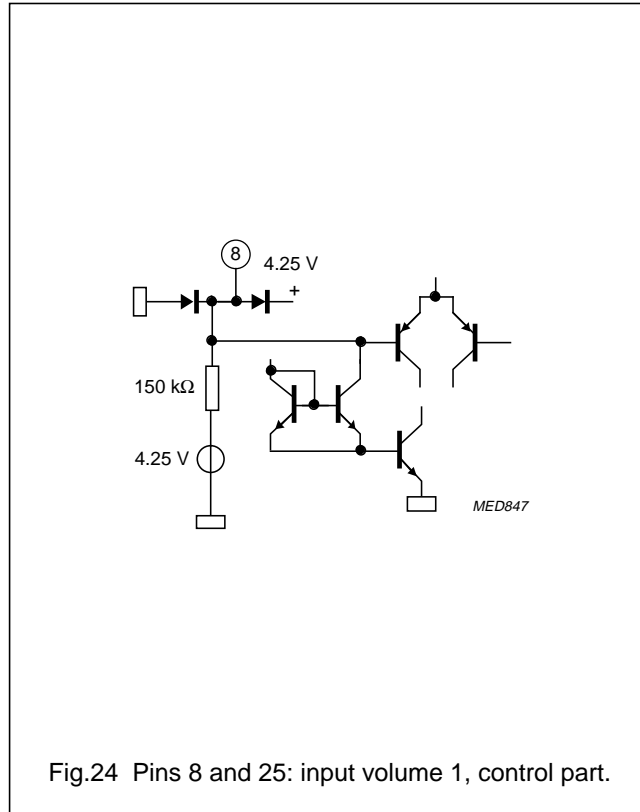 8
4.25 V
+
150 kΩ
4.25 V
MED847
Fig.24 Pins 8 and 25: input volume 1, control part.